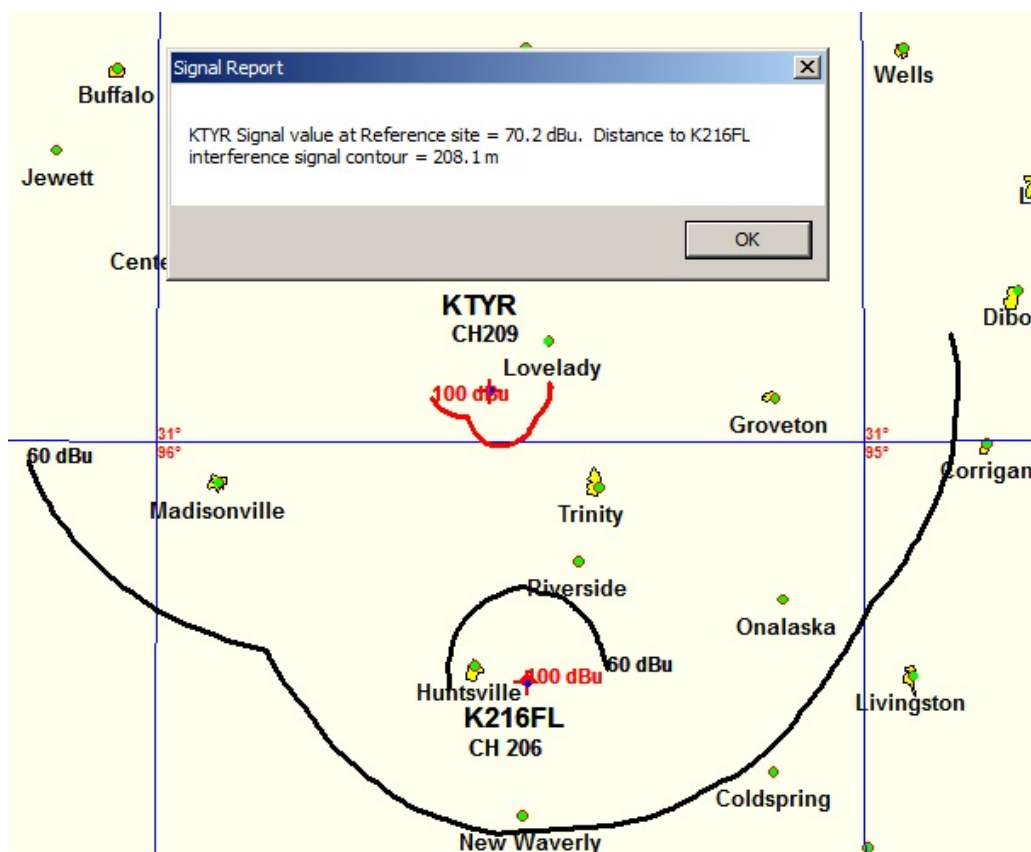 Signal Report
KTYR Signal value at Reference site = 70.2 dBu. Distance to K216FL
interference signal contour = 208.1 m
OK
Wells
Buffalo
Jewett
Cente
L
KTYR
CH209
Dibo
Lovelady
100 dBu
Groveton
31°
96°
31°
95°
60 dBu
Corrigan
Madisonville
Trinity
Riverside
Onalaska
60 dBu
100 dBu
Huntsville
K216FL
CH 206
Livingston
Coldspring
New Waverly